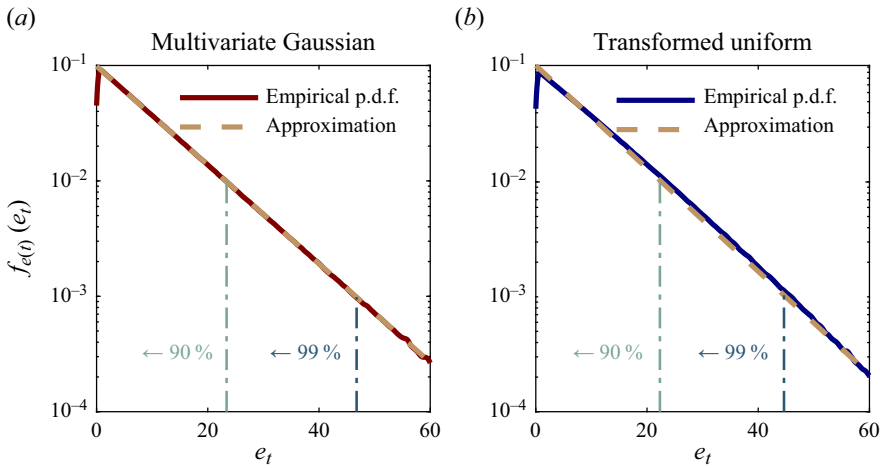 (a)
Multivariate Gaussian
10⁻¹
10⁻²
10⁻³
10⁻⁴
f_{e(t)} (e_t)
Empirical p.d.f.
Approximation
← 90 %
← 99 %
0
20
40
60
e_t
(b)
Transformed uniform
10⁻¹
10⁻²
10⁻³
10⁻⁴
Empirical p.d.f.
Approximation
← 90 %
← 99 %
0
20
40
60
e_t